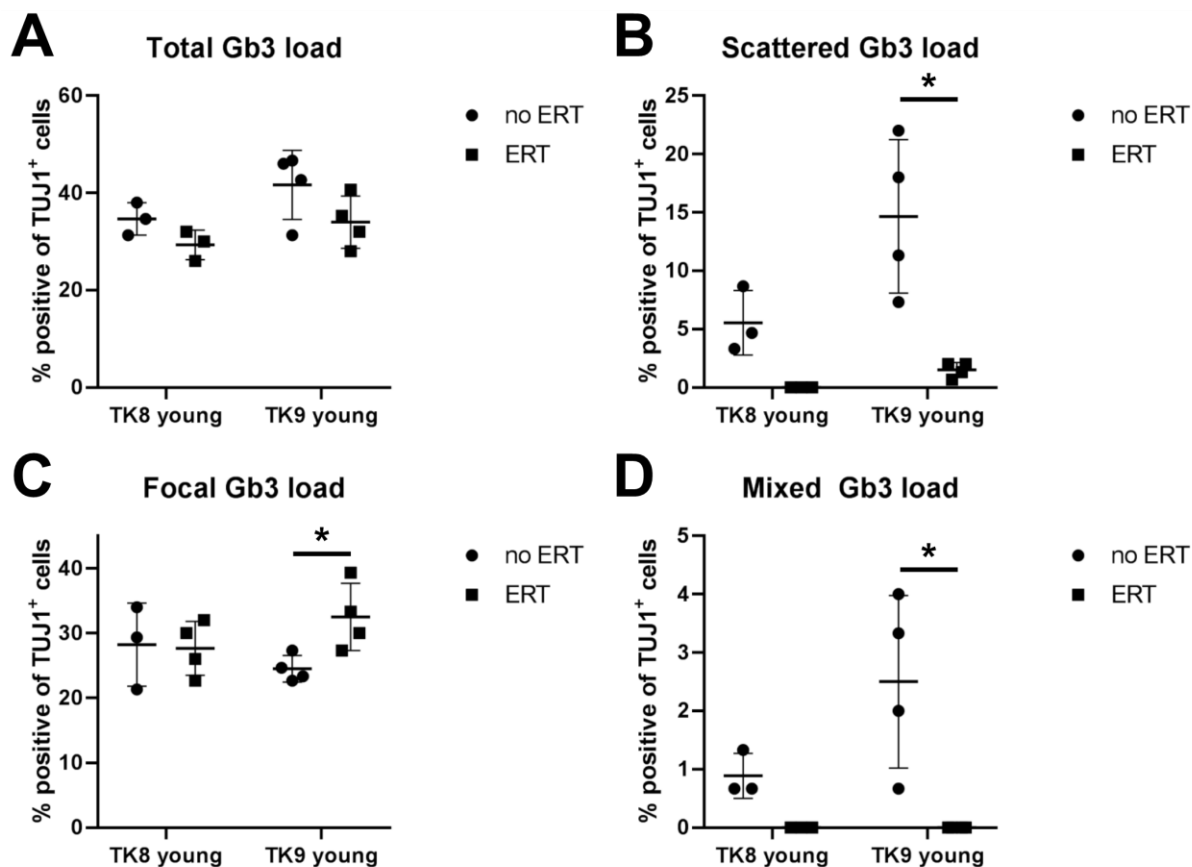 A
Total Gb3 load
% positive of TUJ1⁺ cells
60
40
20
0
TK8 young
TK9 young
no ERT
ERT
B
Scattered Gb3 load
% positive of TUJ1⁺ cells
25
20
15
10
5
0
*
TK8 young
TK9 young
no ERT
ERT
C
Focal Gb3 load
% positive of TUJ1⁺ cells
40
30
20
10
0
*
TK8 young
TK9 young
no ERT
ERT
D
Mixed Gb3 load
% positive of TUJ1⁺ cells
5
4
3
2
1
0
*
TK8 young
TK9 young
no ERT
ERT